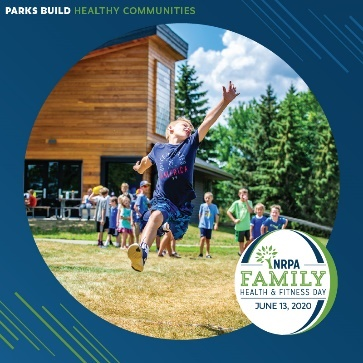 PARKS BUILD HEALTHY COMMUNITIES
NRPA
FAMILY
HEALTH & FITNESS DAY
JUNE 13, 2020